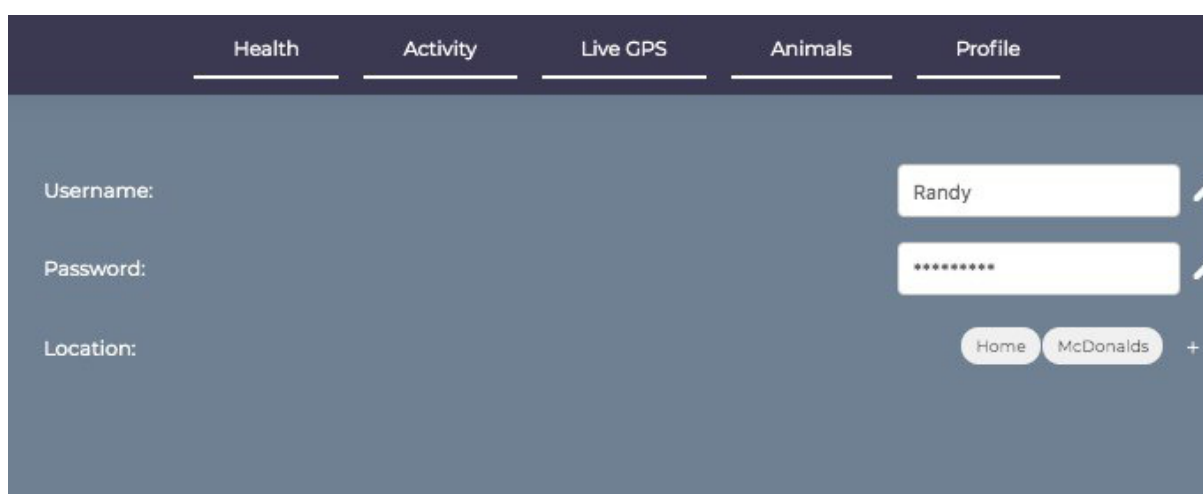 Health Activity Live GPS Animals Profile
Username: Randy
Password: *********
Location: Home McDonalds +